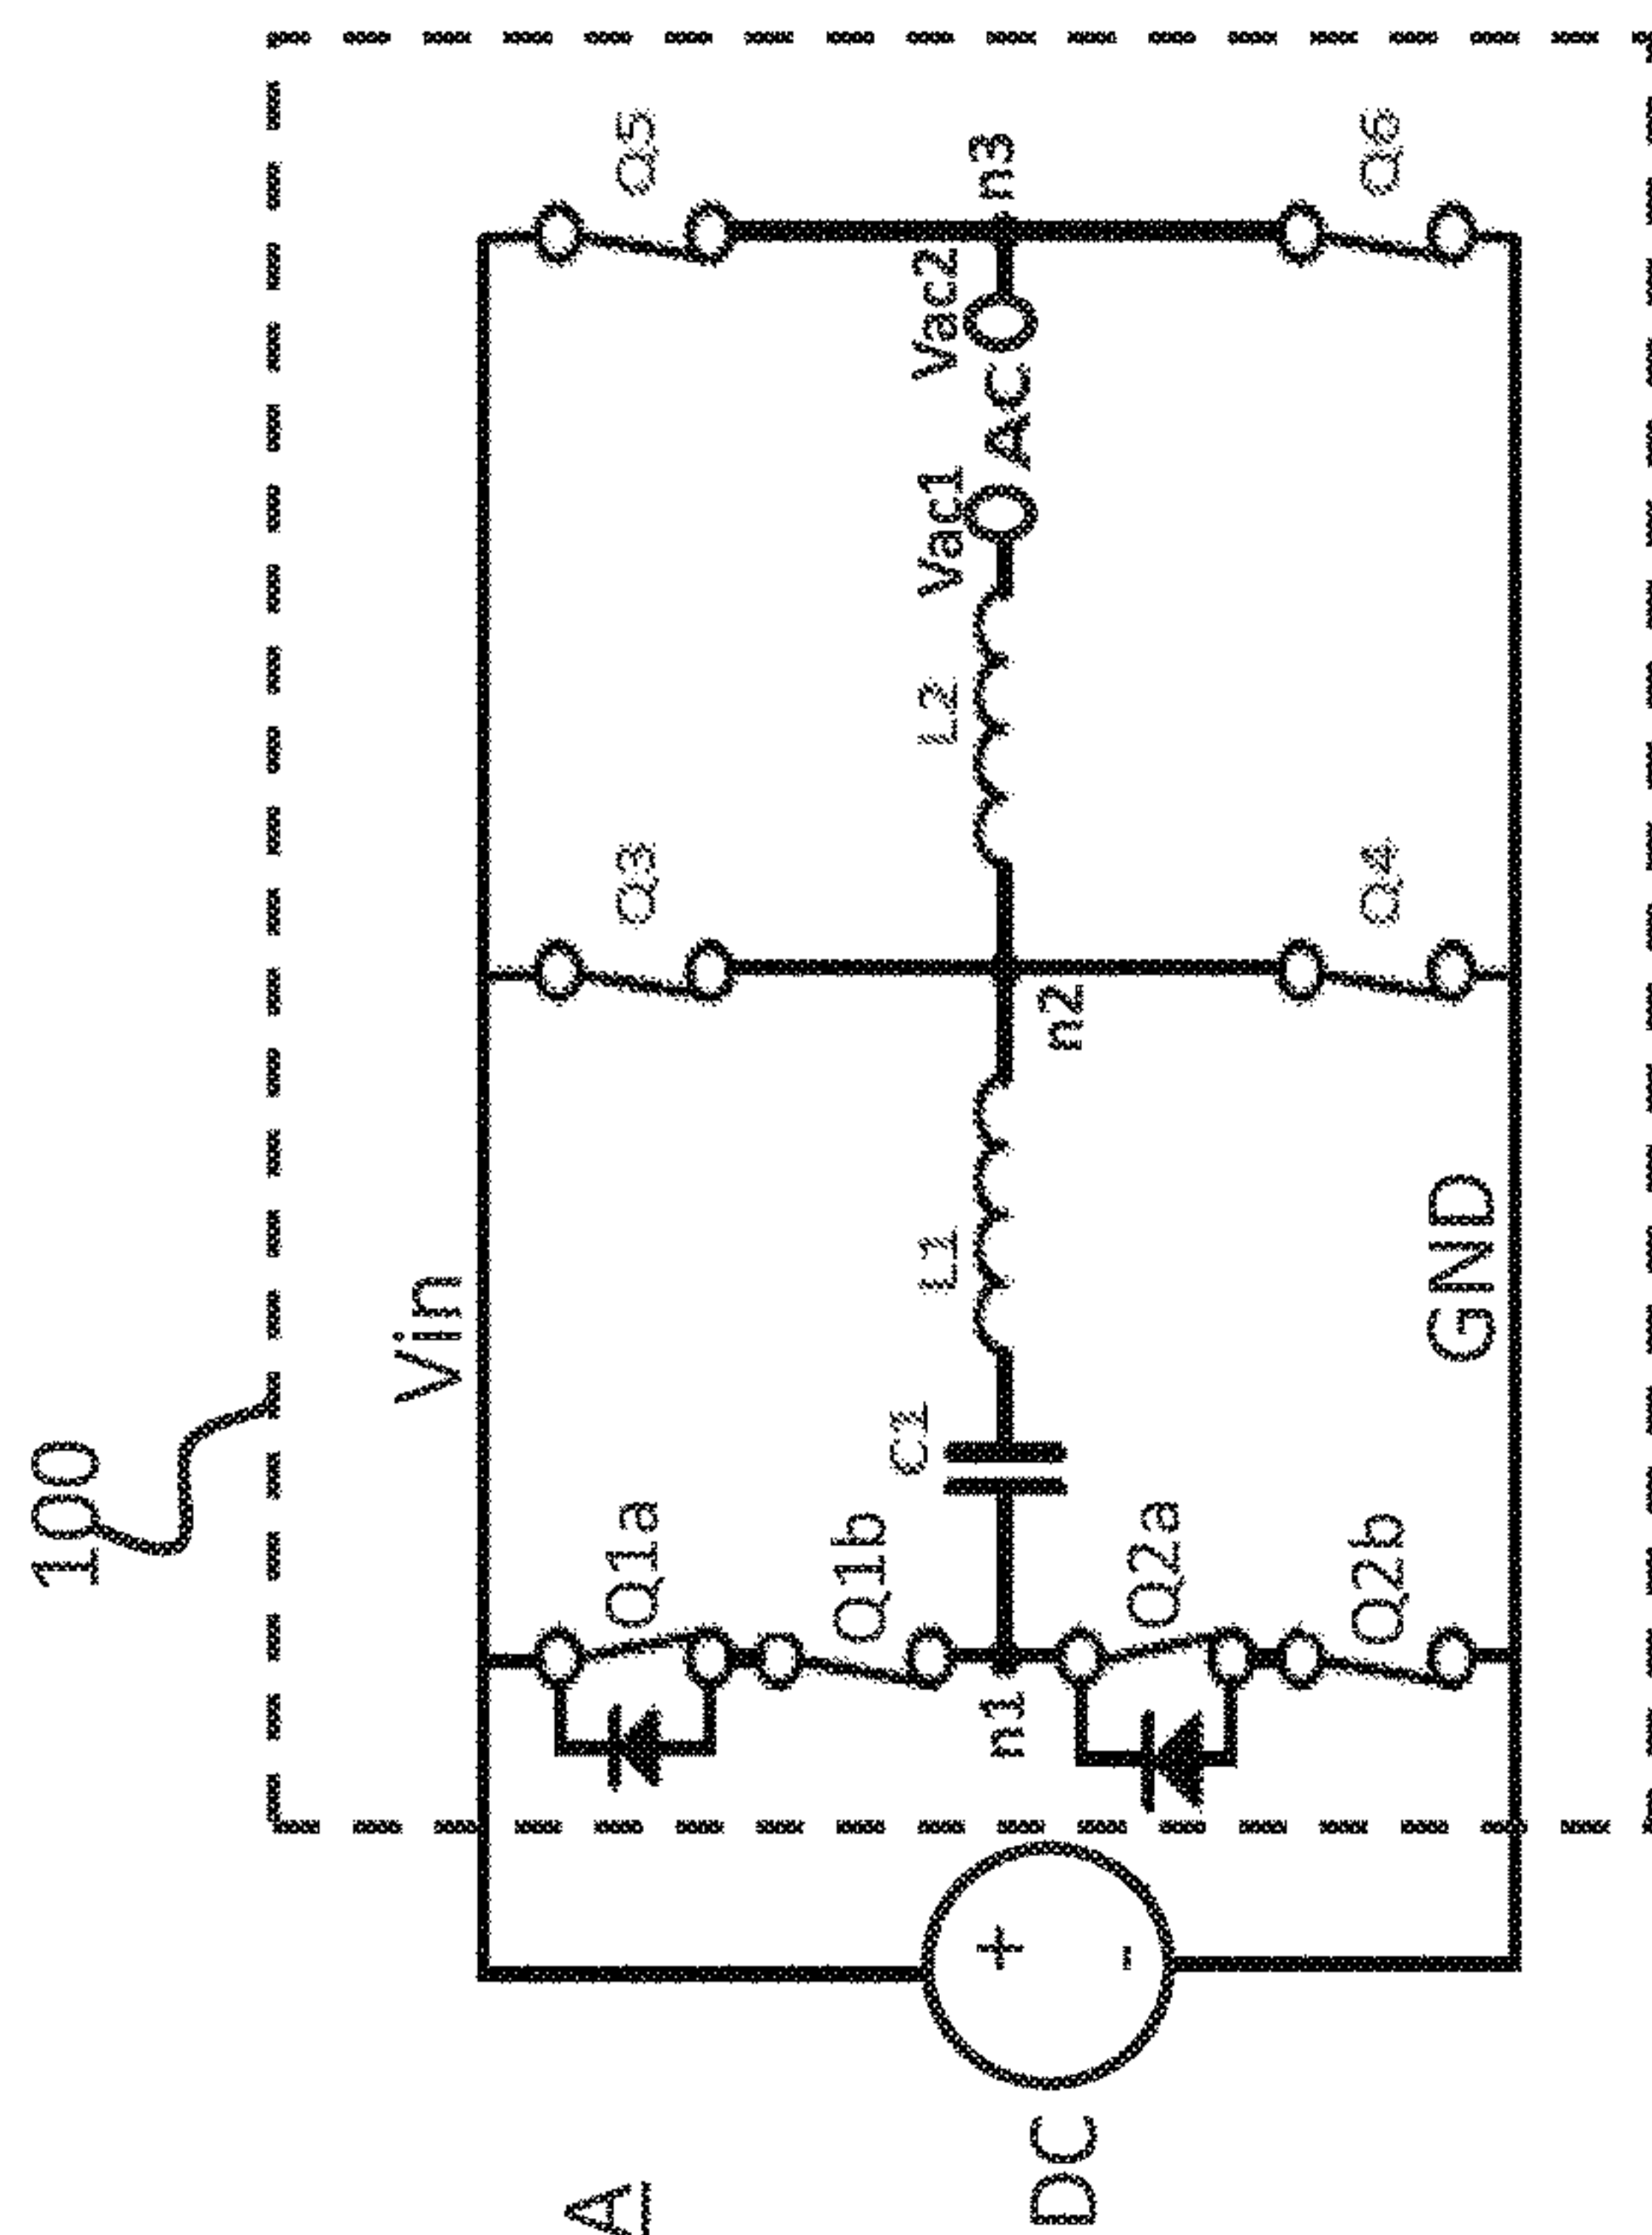 100
Vin
Q1a
Q3
Q5
Q1b
C1
L1
L2
Vac1
Vac2
DC
+
-
n1
n2
AC
n3
Q2a
Q2b
Q4
Q6
GND
A